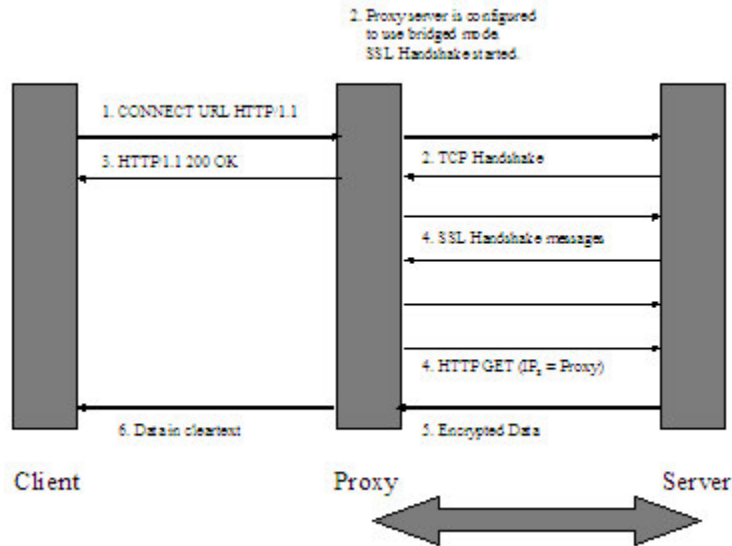 2. Proxy server is configured
to use bridged mode.
SSL Handshake started.
1. CONNECT URL HTTP/1.1
3. HTTP/1.1 200 OK
2. TCP Handshake
4. SSL Handshake messages
4. HTTP GET (IPs = Proxy)
6. Data in cleartext
5. Encrypted Data
Client
Proxy
Server